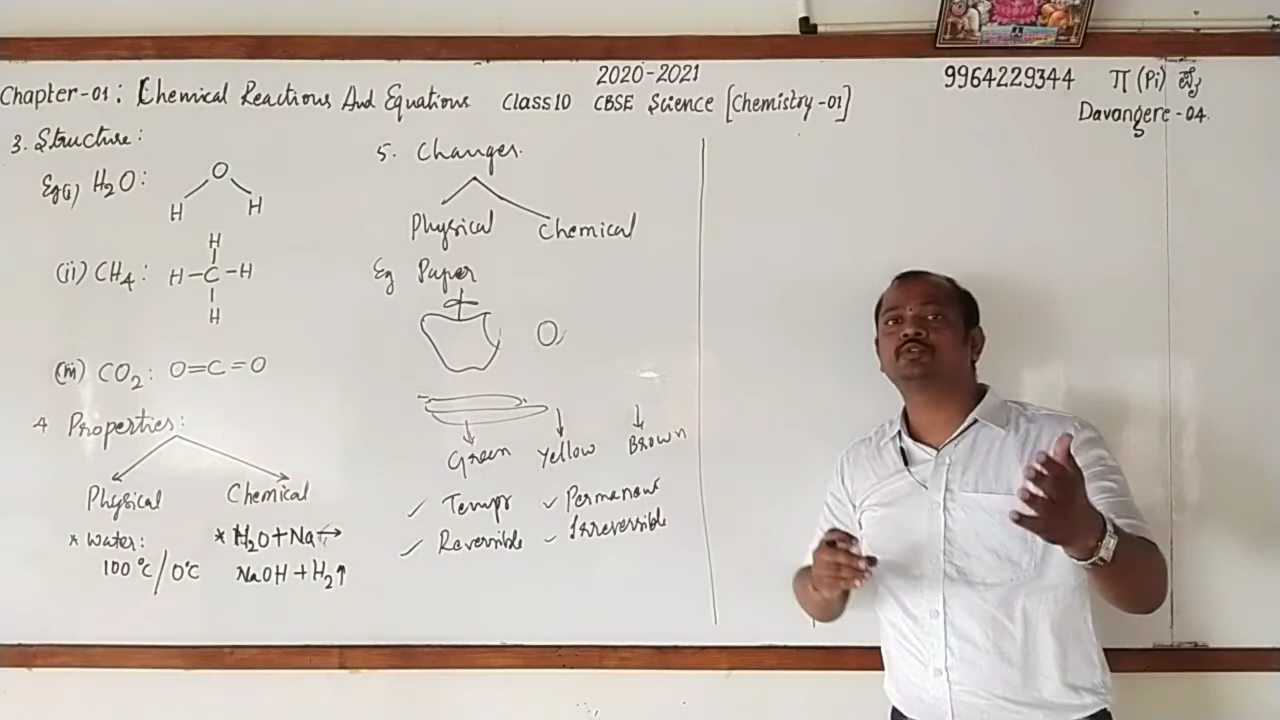 2020-2021
Chapter-01: Chemical Reactions And Equations Class10 CBSE Science [Chemistry-01]
9964229344 π (Pi) ಪೈ
Davangere-04.
3. Structure:
Eg(i) H2O:
O
H H
(ii) CH4:
H
H-C-H
H
(iii) CO2: O=C=O
4 Properties:
Physical Chemical
* Water:
100°C/0°C
* H2O+Na→
NaOH+H2↑
5. Changes.
Physical Chemical
Eg Paper
O
Green Yellow Brown
✓ Tempr ✓ Permanent
✓ Reversible ✓ Irreversible